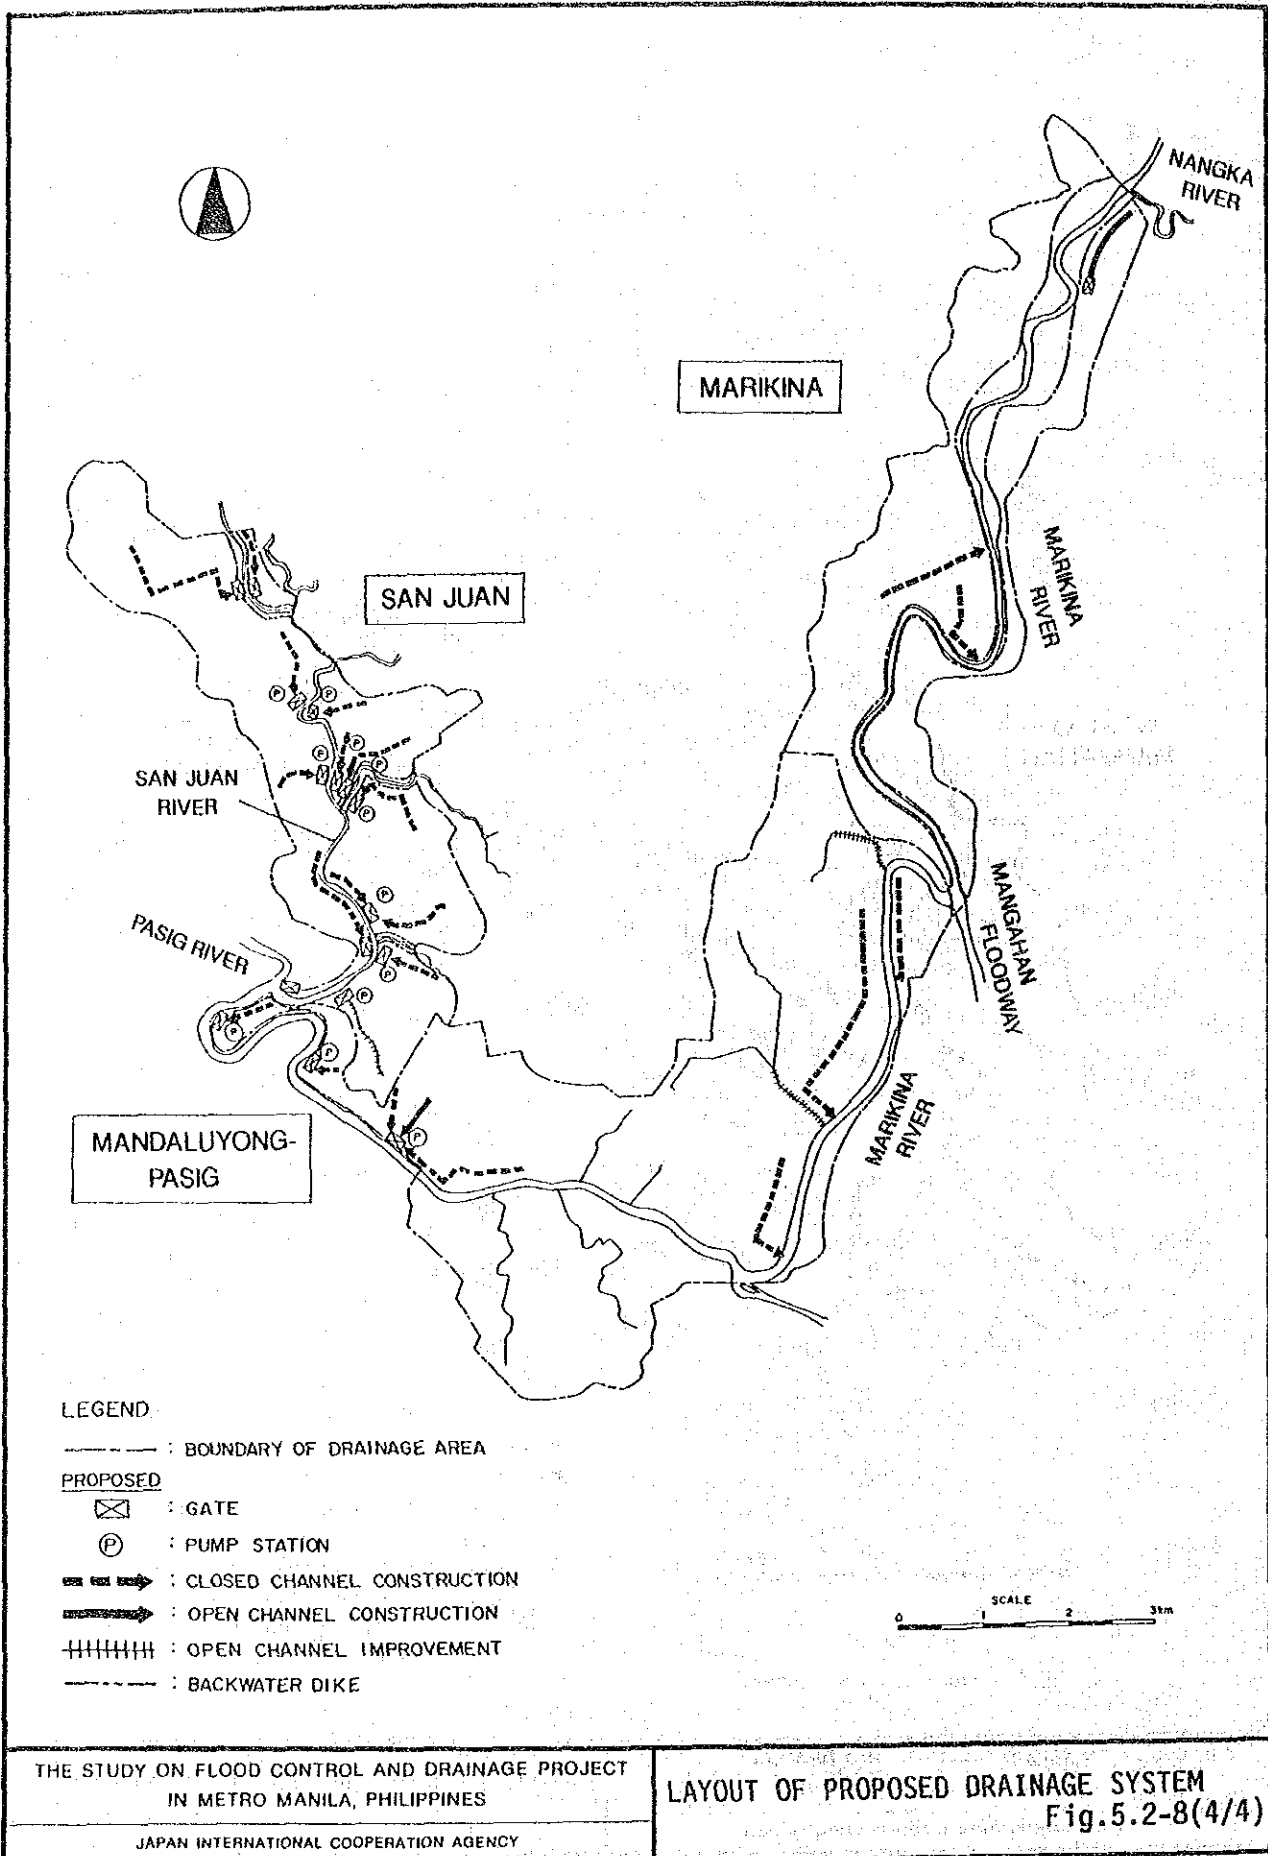 NANGKA
RIVER
MARIKINA
MARIKINA
RIVER
SAN JUAN
P
P
P
P
P
P
SAN JUAN
RIVER
PASIG RIVER
P
P
P
P
P
P
MANGAHAN
FLOODWAY
MARIKINA
RIVER
MANDALUYONG-
PASIG
LEGEND
: BOUNDARY OF DRAINAGE AREA
PROPOSED
: GATE
P : PUMP STATION
: CLOSED CHANNEL CONSTRUCTION
: OPEN CHANNEL CONSTRUCTION
: OPEN CHANNEL IMPROVEMENT
: BACKWATER DIKE
SCALE
0 1 2 3km
THE STUDY ON FLOOD CONTROL AND DRAINAGE PROJECT
IN METRO MANILA, PHILIPPINES
JAPAN INTERNATIONAL COOPERATION AGENCY
LAYOUT OF PROPOSED DRAINAGE SYSTEM
Fig.5.2-8(4/4)